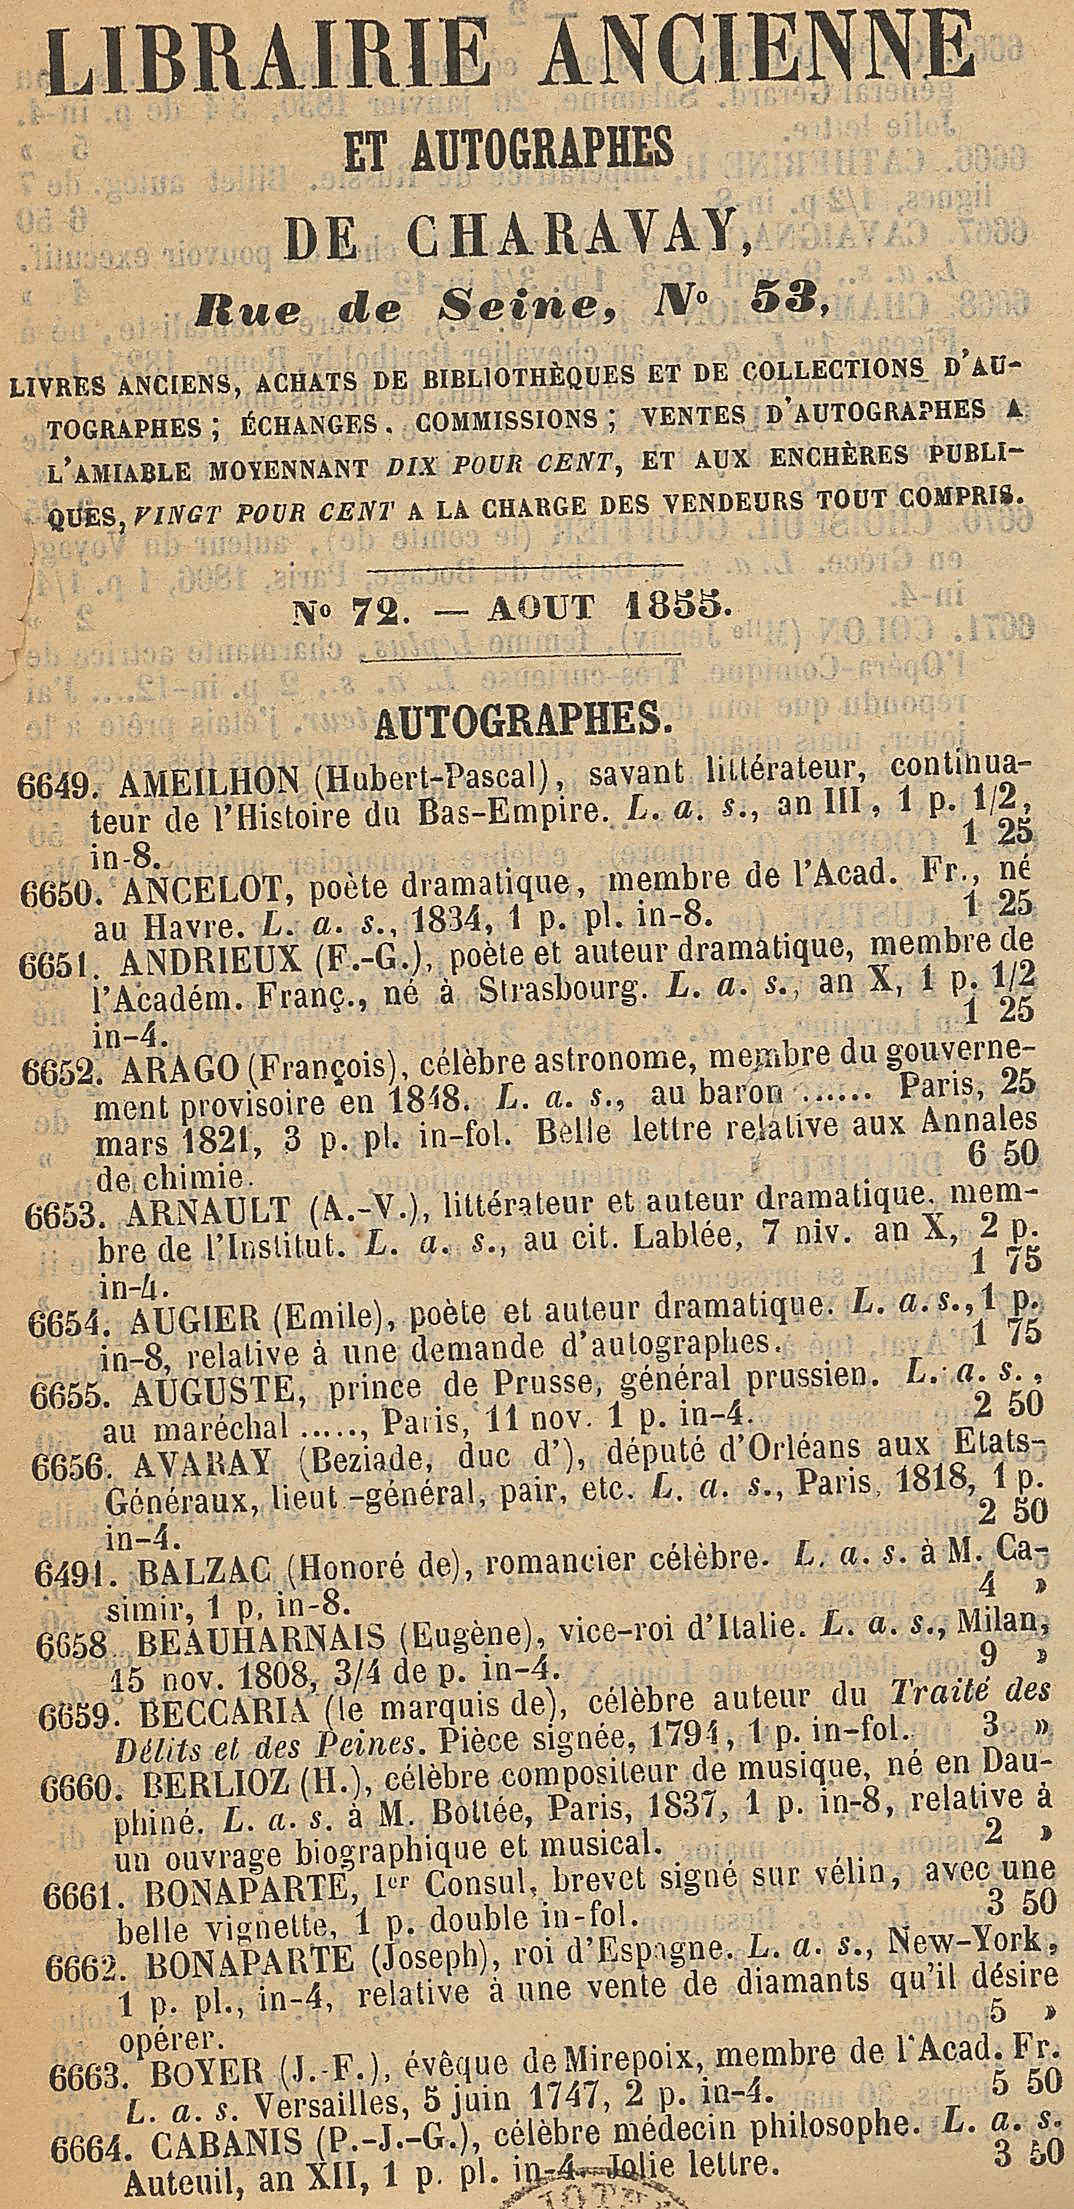 LIBRAIRIE ANCIENNE
ET AUTOGRAPHES
DE CHARAVAY,
Rue de Seine, No 53,
LIVRES ANCIENS, ACHATS DE BIBLIOTHÈQUES ET DE COLLECTIONS D'AU-
TOGRAPHES; ÉCHANGES. COMMISSIONS; VENTES D'AUTOGRAPHES A
L'AMIABLE MOYENNANT DIX POUR CENT, ET AUX ENCHÈRES PUBLI-
QUES, VINGT POUR CENT A LA CHARGE DES VENDEURS TOUT COMPRIS.
No 72. — AOUT 1855.
AUTOGRAPHES.
6649. AMEILHON (Hubert-Pascal), savant littérateur, continua-
teur de l'Histoire du Bas-Empire. L. a. s., an III, 1 p. 1/2,
in-8. 1 25
6650. ANCELOT, poète dramatique, membre de l'Acad. Fr., né
au Havre. L. a. s., 1834, 1 p. pl. in-8. 1 25
6651. ANDRIEUX (F.-G.), poète et auteur dramatique, membre de
l'Académ. Franç., né à Strasbourg. L. a. s., an X, 1 p. 1/2
in-4. 1 25
6652. ARAGO (François), célèbre astronome, membre du gouverne-
ment provisoire en 1848. L. a. s., au baron ...... Paris, 25
mars 1821, 3 p. pl. in-fol. Belle lettre relative aux Annales
de chimie. 6 50
6653. ARNAULT (A.-V.), littérateur et auteur dramatique, mem-
bre de l'Institut. L. a. s., au cit. Lablée, 7 niv. an X, 2 p.
in-4. 1 75
6654. AUGIER (Emile), poète et auteur dramatique. L. a. s., 1 p.
in-8, relative à une demande d'autographes. 1 75
6655. AUGUSTE, prince de Prusse, général prussien. L. a. s.,
au maréchal ....., Paris, 11 nov. 1 p. in-4. 2 50
6656. AVARAY (Beziade, duc d'), député d'Orléans aux Etats-
Généraux, lieut.-général, pair, etc. L. a. s., Paris, 1818, 1 p.
in-4. 2 50
6491. BALZAC (Honoré de), romancier célèbre. L. a. s. à M. Ca-
simir, 1 p. in-8. 4 »
6658. BEAUHARNAIS (Eugène), vice-roi d'Italie. L. a. s., Milan,
15 nov. 1808, 3/4 de p. in-4. 9 »
6659. BECCARIA (le marquis de), célèbre auteur du Traité des
Délits et des Peines. Pièce signée, 1794, 1 p. in-fol. 3 »
6660. BERLIOZ (H.), célèbre compositeur de musique, né en Dau-
phiné. L. a. s. à M. Bottée, Paris, 1837, 1 p. in-8, relative à
un ouvrage biographique et musical. 2 »
6661. BONAPARTE, Ier Consul, brevet signé sur vélin, avec une
belle vignette, 1 p. double in-fol. 3 50
6662. BONAPARTE (Joseph), roi d'Espagne. L. a. s., New-York,
1 p. pl., in-4, relative à une vente de diamants qu'il désire
opérer. 5 »
6663. BOYER (J.-F.), évêque de Mirepoix, membre de l'Acad. Fr.
L. a. s. Versailles, 5 juin 1747, 2 p. in-4. 5 50
6664. CABANIS (P.-J.-G.), célèbre médecin philosophe. L. a. s.
Auteuil, an XII, 1 p. pl. in-4. Jolie lettre. 3 50